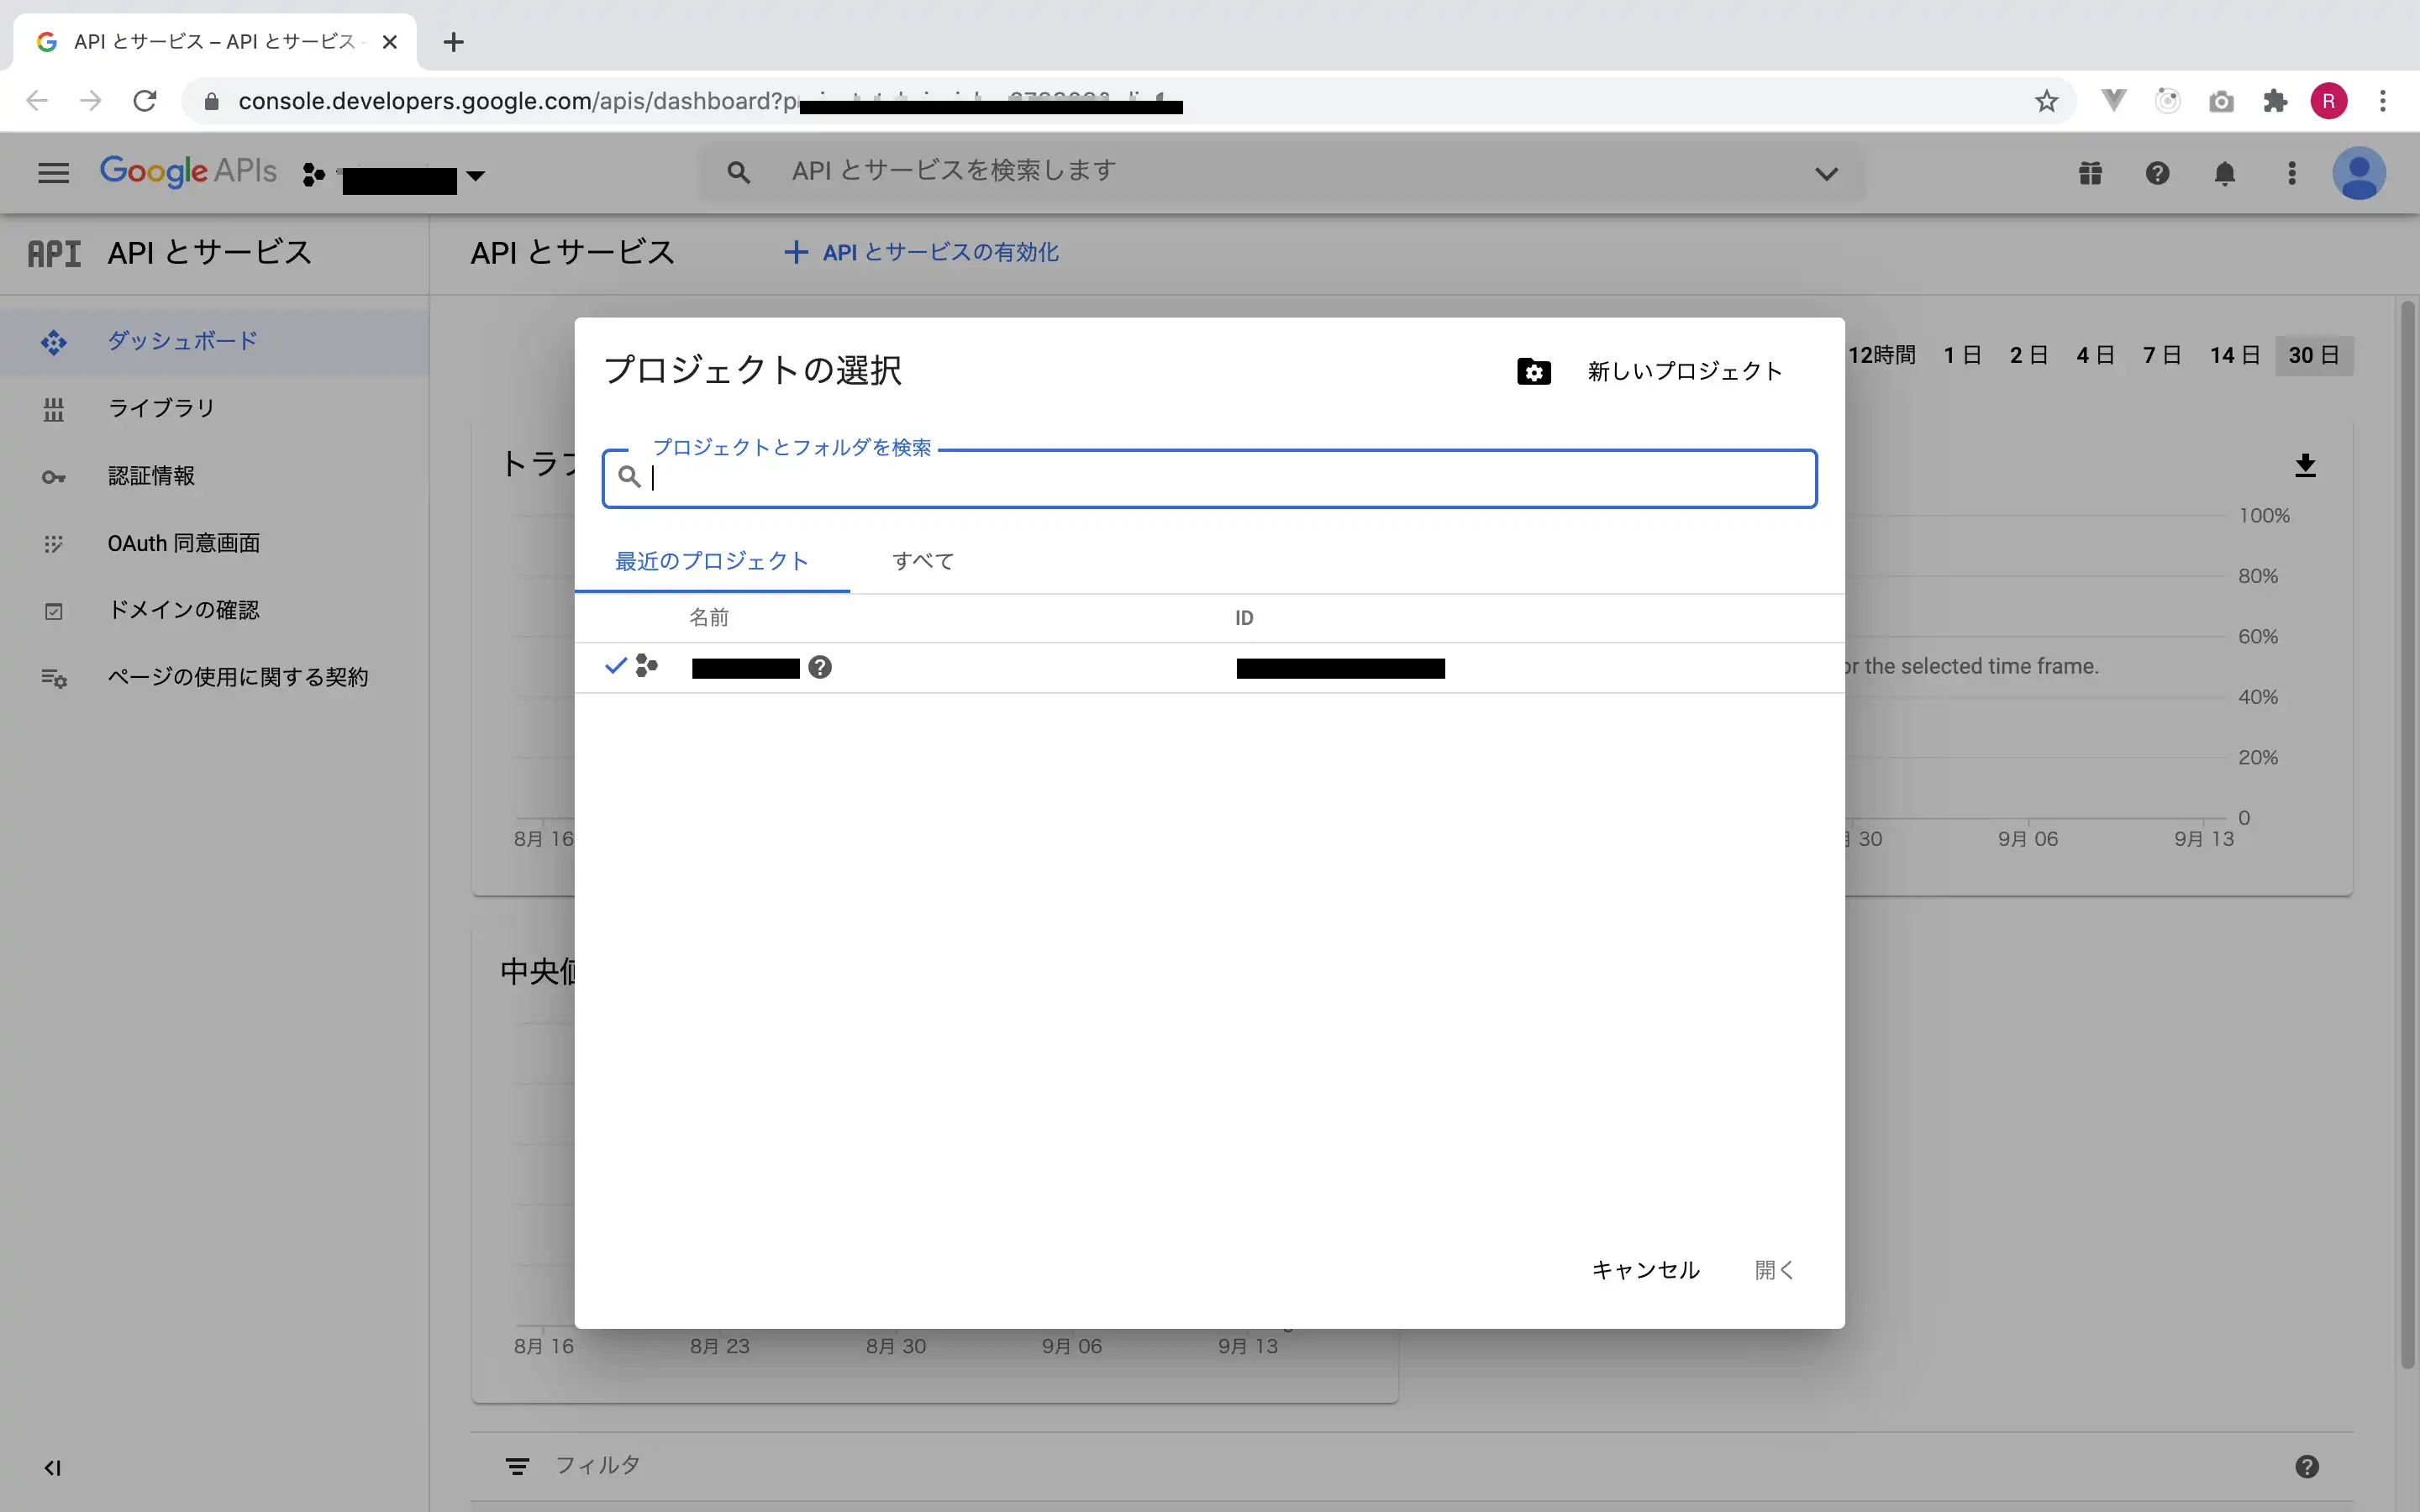 API とサービス – API とサービス
console.developers.google.com/apis/dashboard?p
Google APIs
API とサービスを検索します
R
API API とサービス
API とサービス
API とサービスの有効化
ダッシュボード
ライブラリ
認証情報
OAuth 同意画面
ドメインの確認
ページの使用に関する契約
12時間 1 日 2 日 4 日 7 日 14 日 30 日
プロジェクトの選択
新しいプロジェクト
プロジェクトとフォルダを検索
最近のプロジェクト
すべて
名前
ID
キャンセル
開く
トラフ
100%
80%
60%
or the selected time frame.
40%
20%
0
8月 16
30
9月 06
9月 13
中央値
8月 16
8月 23
8月 30
9月 06
9月 13
フィルタ